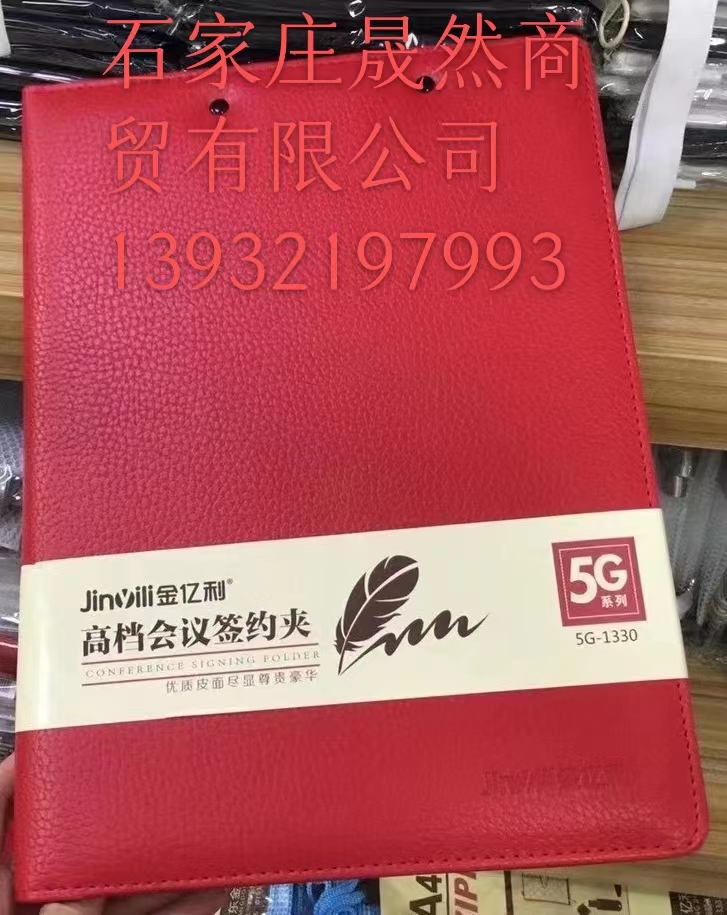 石家庄晟然商
贸有限公司
13932197993
Jinyili金亿利®
高档会议签约夹
CONFERENCE SIGNING FOLDER
优质皮面尽显尊贵豪华
5G
系列
5G-1330
A4